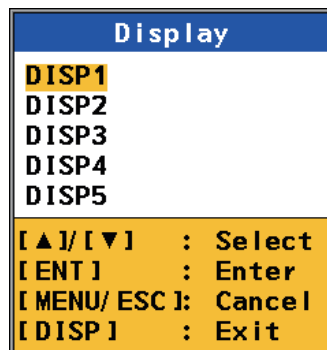 Display
DISP1
DISP2
DISP3
DISP4
DISP5
[▲]/[▼] : Select
[ENT] : Enter
[MENU/ESC]: Cancel
[DISP] : Exit